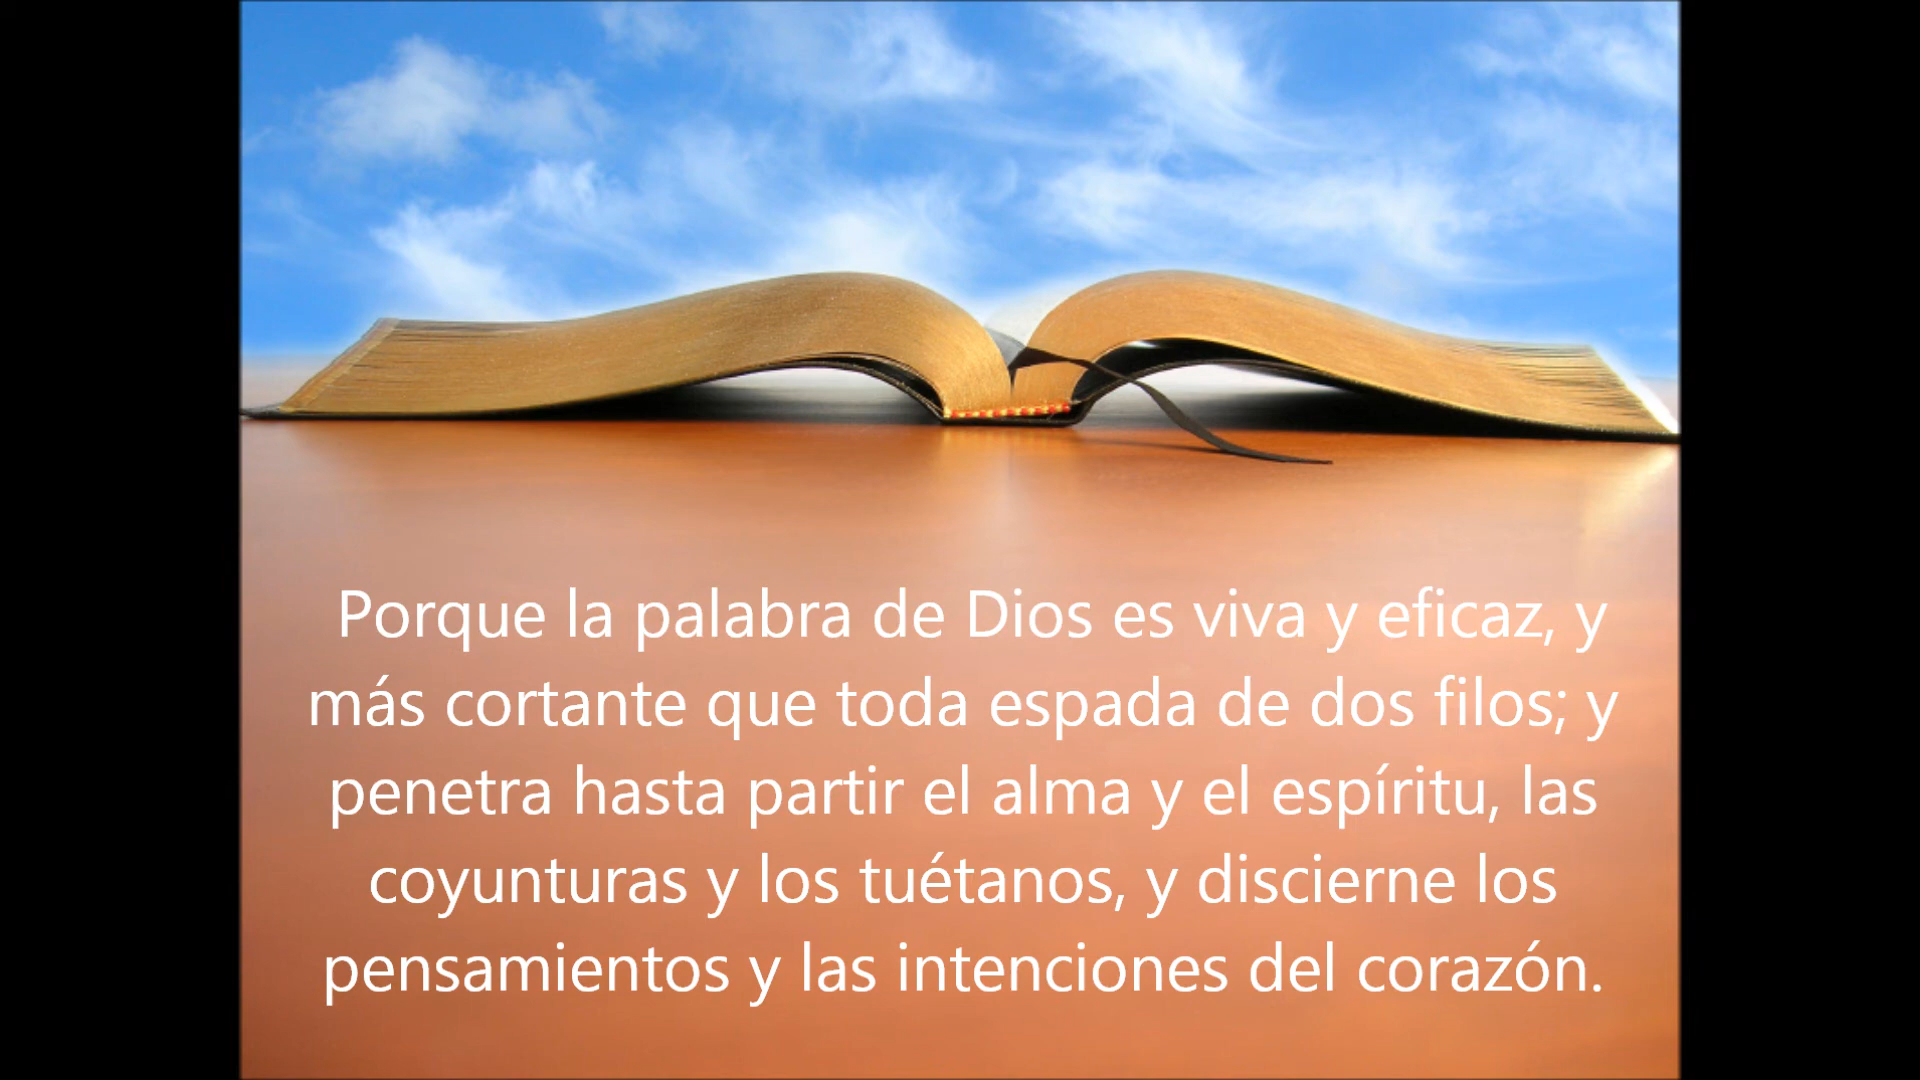 Porque la palabra de Dios es viva y eficaz, y
más cortante que toda espada de dos filos; y
penetra hasta partir el alma y el espíritu, las
coyunturas y los tuétanos, y discierne los
pensamientos y las intenciones del corazón.